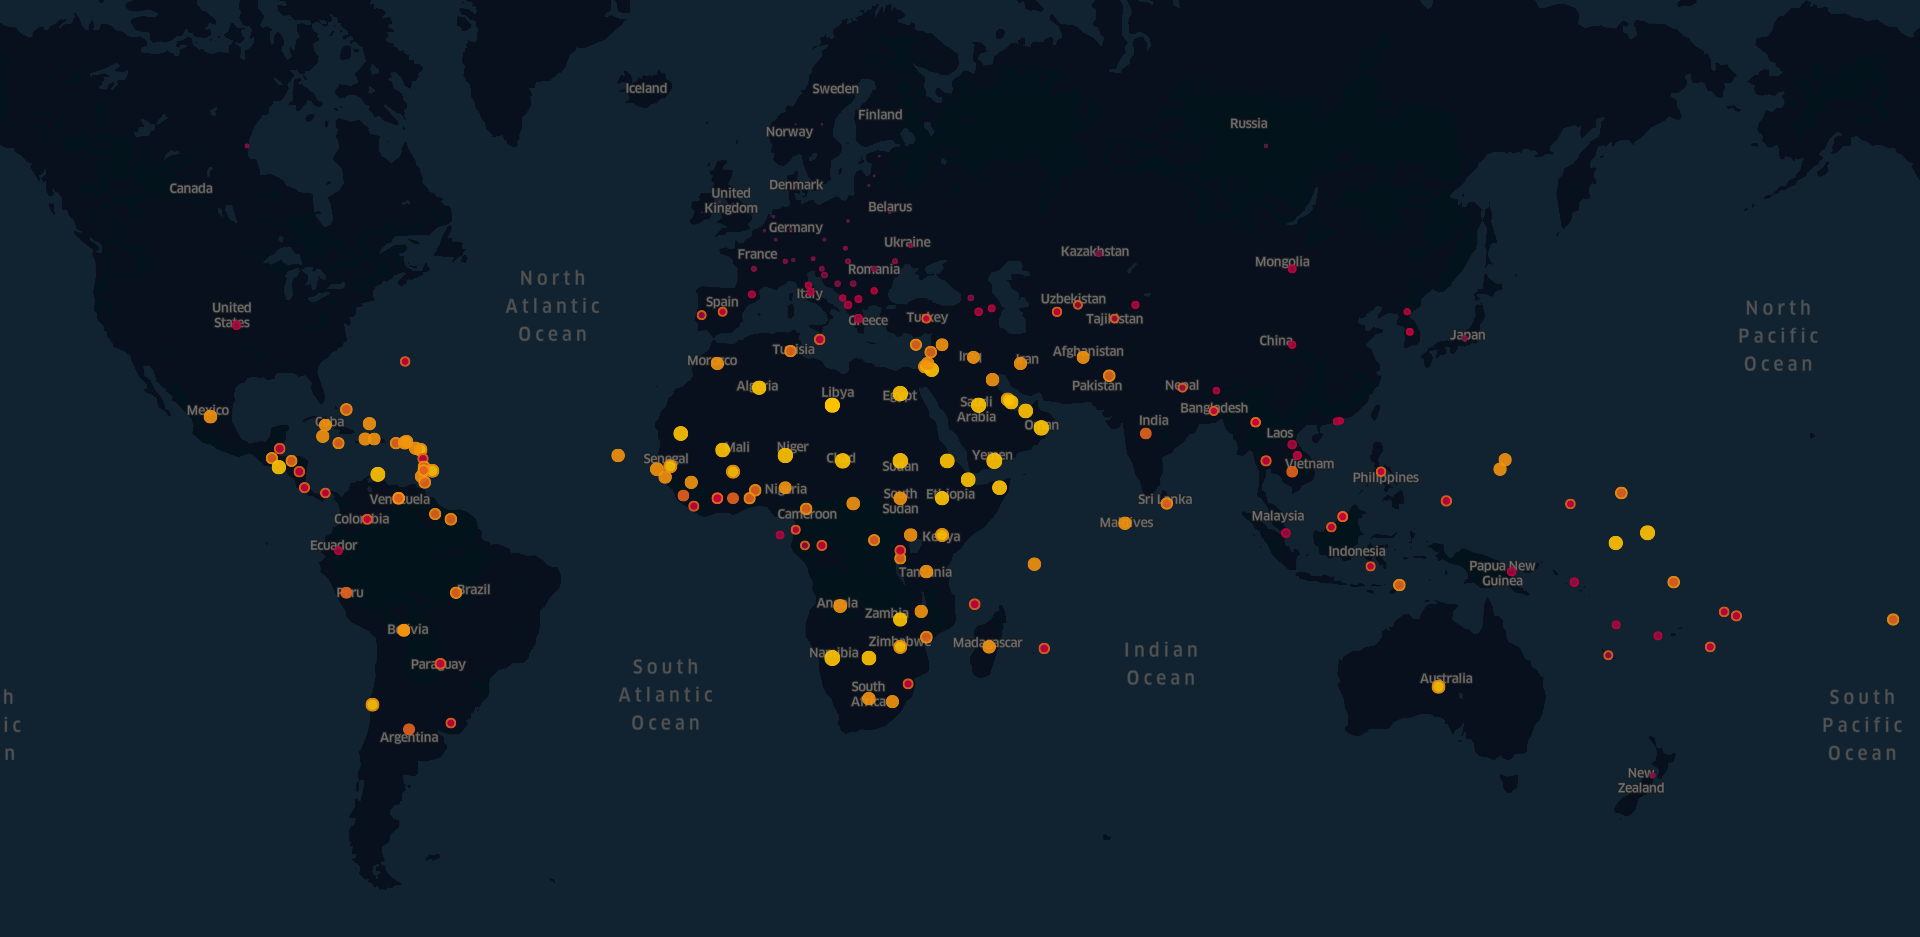 Iceland
Sweden
Finland
Norway
Russia
Canada
Denmark
United
Kingdom
Belarus
Germany
Ukraine
France
Kazakhstan
Mongolia
Romania
North
Atlantic
Ocean
Italy
Spain
Uzbekistan
United
States
Greece
Turkey
Tajikistan
North
Pacific
Ocean
Japan
China
Tunisia
Morocco
Iraq
Iran
Afghanistan
Algeria
Libya
Egypt
Pakistan
Nepal
Saudi
Arabia
Bangladesh
Mexico
Cuba
Oman
India
Laos
Mali
Niger
Chad
Senegal
Sudan
Yemen
Vietnam
Philippines
Nigeria
South
Sudan
Ethiopia
Venezuela
Sri Lanka
Cameroon
Colombia
Maldives
Malaysia
Ecuador
Kenya
Indonesia
Tanzania
Papua New
Guinea
Peru
Brazil
Angola
Zambia
Bolivia
Zimbabwe
Madagascar
Namibia
Indian
Ocean
Paraguay
South
Atlantic
Ocean
South
Africa
Australia
h
ic
n
South
Pacific
Ocean
Argentina
New
Zealand